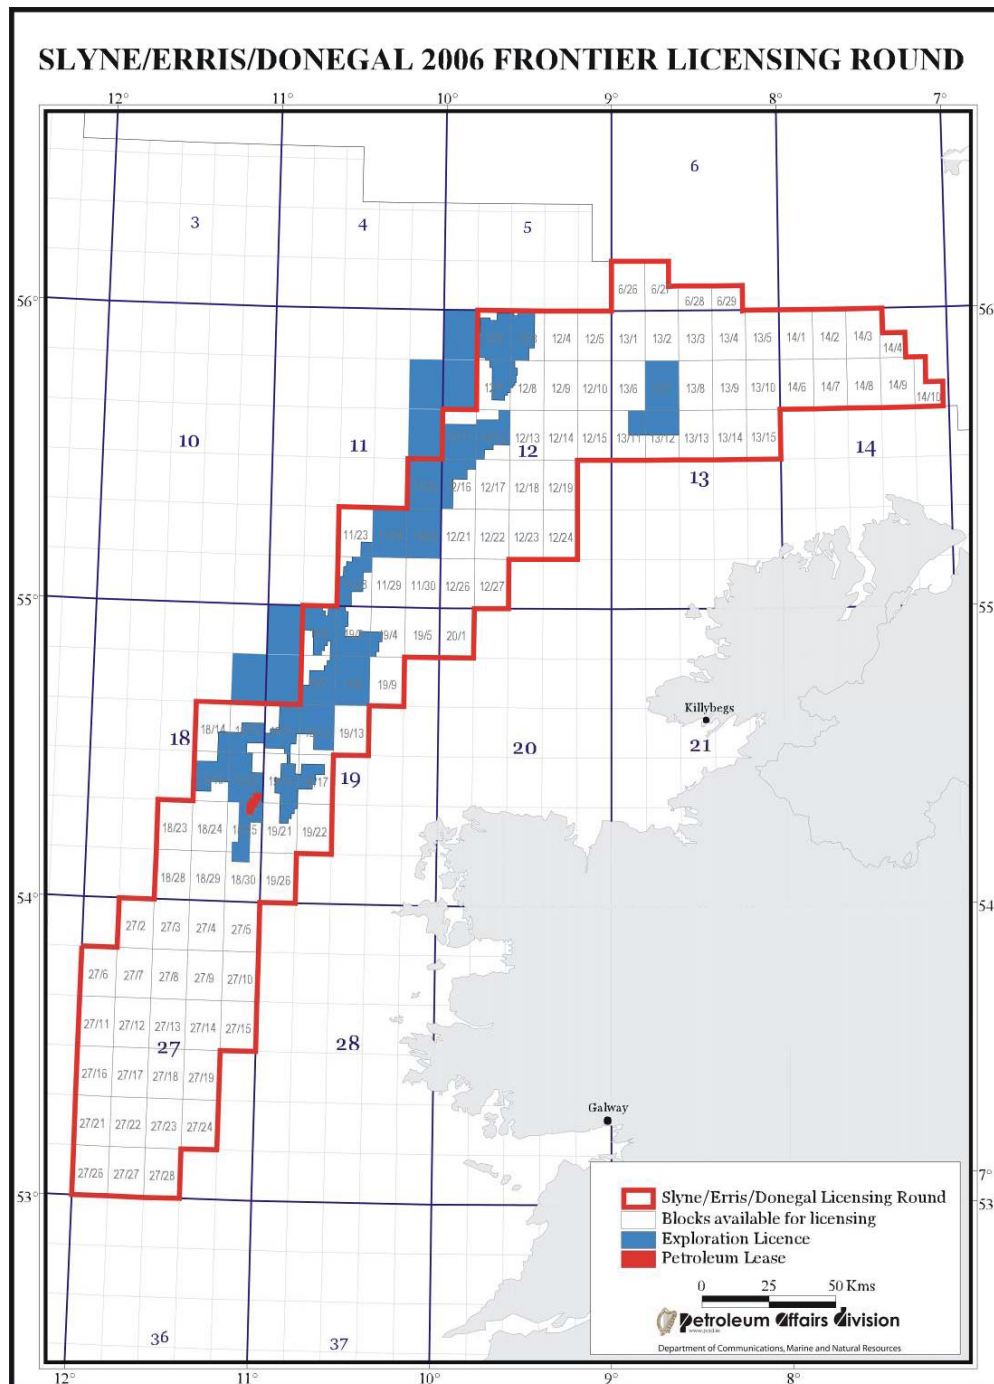 SLYNE/ERRIS/DONEGAL 2006 FRONTIER LICENSING ROUND
12° 11° 10° 9° 8° 7°
6
3 4 5
6/26 6/27
6/28 6/29
56° 56°
12/4 12/5 13/1 13/2 13/3 13/4 13/5 14/1 14/2 14/3
14/4
12/8 12/9 12/10 13/6 13/8 13/9 13/10 14/6 14/7 14/8 14/9
14/10
10 11 12 13 14
12/13 12/14 12/15 13/11 13/12 13/13 13/14 13/15
12/17 12/18 12/19
11/23 12/21 12/22 12/23 12/24
11/29 11/30 12/26 12/27
55° 55
19/4 19/5 20/1
19/9
Killybegs
18 19 20 21
18/14 19/13
18/23 18/24 19/21 19/22
18/28 18/29 18/30 19/26
54° 54
27/2 27/3 27/4 27/5
27/6 27/7 27/8 27/9 27/10
27/11 27/12 27/13 27/14 27/15
27 28
27/16 27/17 27/18 27/19
Galway
27/21 27/22 27/23 27/24
27/26 27/27 27/28
53° 7°
53
Slyne/Erris/Donegal Licensing Round
Blocks available for licensing
Exploration Licence
Petroleum Lease
0 25 50 Kms
Petroleum Affairs Division
Department of Communications, Marine and Natural Resources
36 37
12° 11° 10° 9° 8°